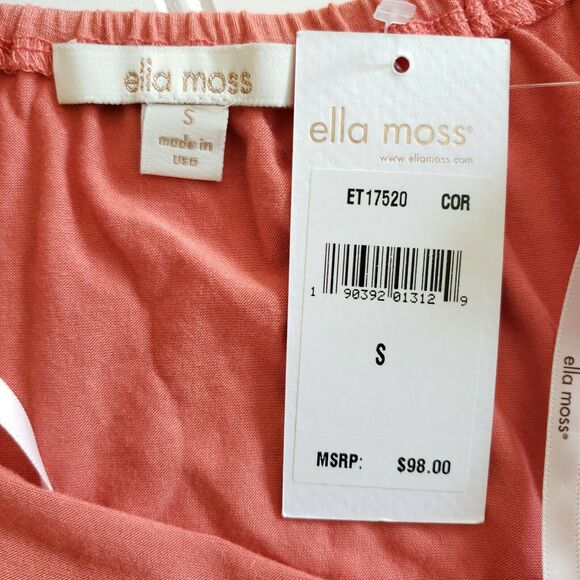 ella moss
S
made in
usa
ella moss®
www.ellamoss.com
ET17520 COR
1 90392 01312 9
S
MSRP: $98.00
ella moss®